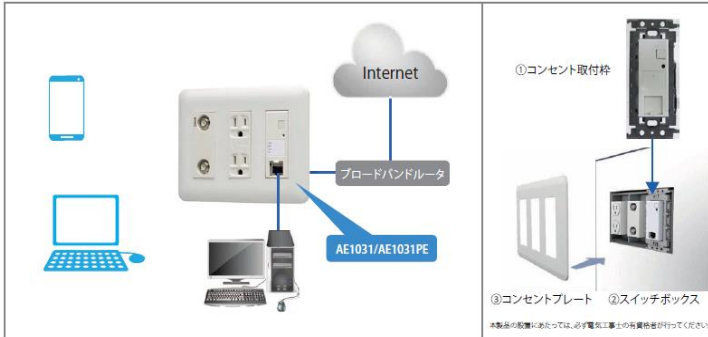 Internet
ブロードバンドルータ
AE1031/AE1031PE
①コンセント取付枠
③コンセントプレート
②スイッチボックス
本製品の設置にあたっては、必ず電気工事士の有資格者が行ってください